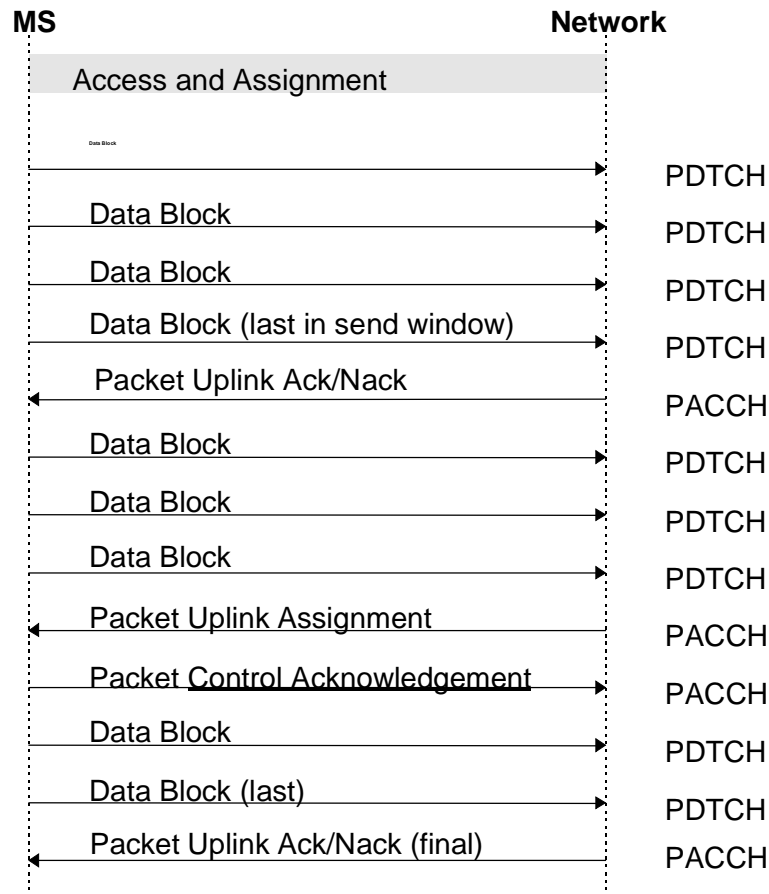 MS Network
Access and Assignment
Data Block
PDTCH
Data Block
PDTCH
Data Block
PDTCH
Data Block (last in send window)
PDTCH
Packet Uplink Ack/Nack
PACCH
Data Block
PDTCH
Data Block
PDTCH
Data Block
PDTCH
Packet Uplink Assignment
PACCH
Packet Control Acknowledgement
PACCH
Data Block
PDTCH
Data Block (last)
PDTCH
Packet Uplink Ack/Nack (final)
PACCH